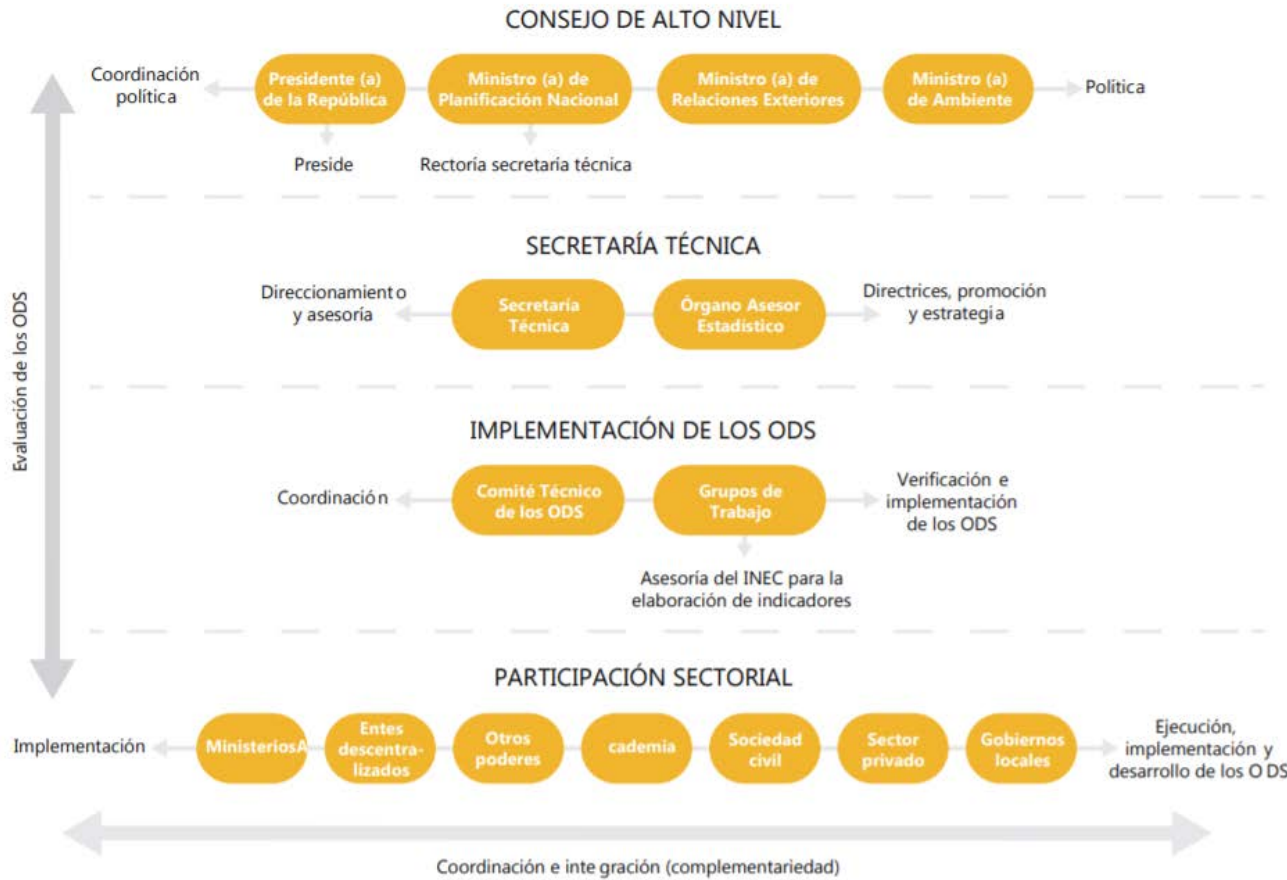 CONSEJO DE ALTO NIVEL
Coordinación
política
Presidente (a)
de la República
Ministro (a) de
Planificación Nacional
Ministro (a) de
Relaciones Exteriores
Ministro (a)
de Ambiente
Política
Preside
Rectoría secretaria técnica
SECRETARÍA TÉCNICA
Direccionamiento
y asesoría
Secretaría
Técnica
Órgano Asesor
Estadístico
Directrices, promoción
y estrategia
Evaluación de los ODS
IMPLEMENTACIÓN DE LOS ODS
Coordinación
Comité Técnico
de los ODS
Grupos de
Trabajo
Verificación e
implementación
de los ODS
Asesoría del INEC para la
elaboración de indicadores
PARTICIPACIÓN SECTORIAL
Implementación
MinisteriosA
Entes
descentra-
lizados
Otros
poderes
cademia
Sociedad
civil
Sector
privado
Gobiernos
locales
Ejecución,
implementación y
desarrollo de los O DS
Coordinación e inte gración (complementariedad)